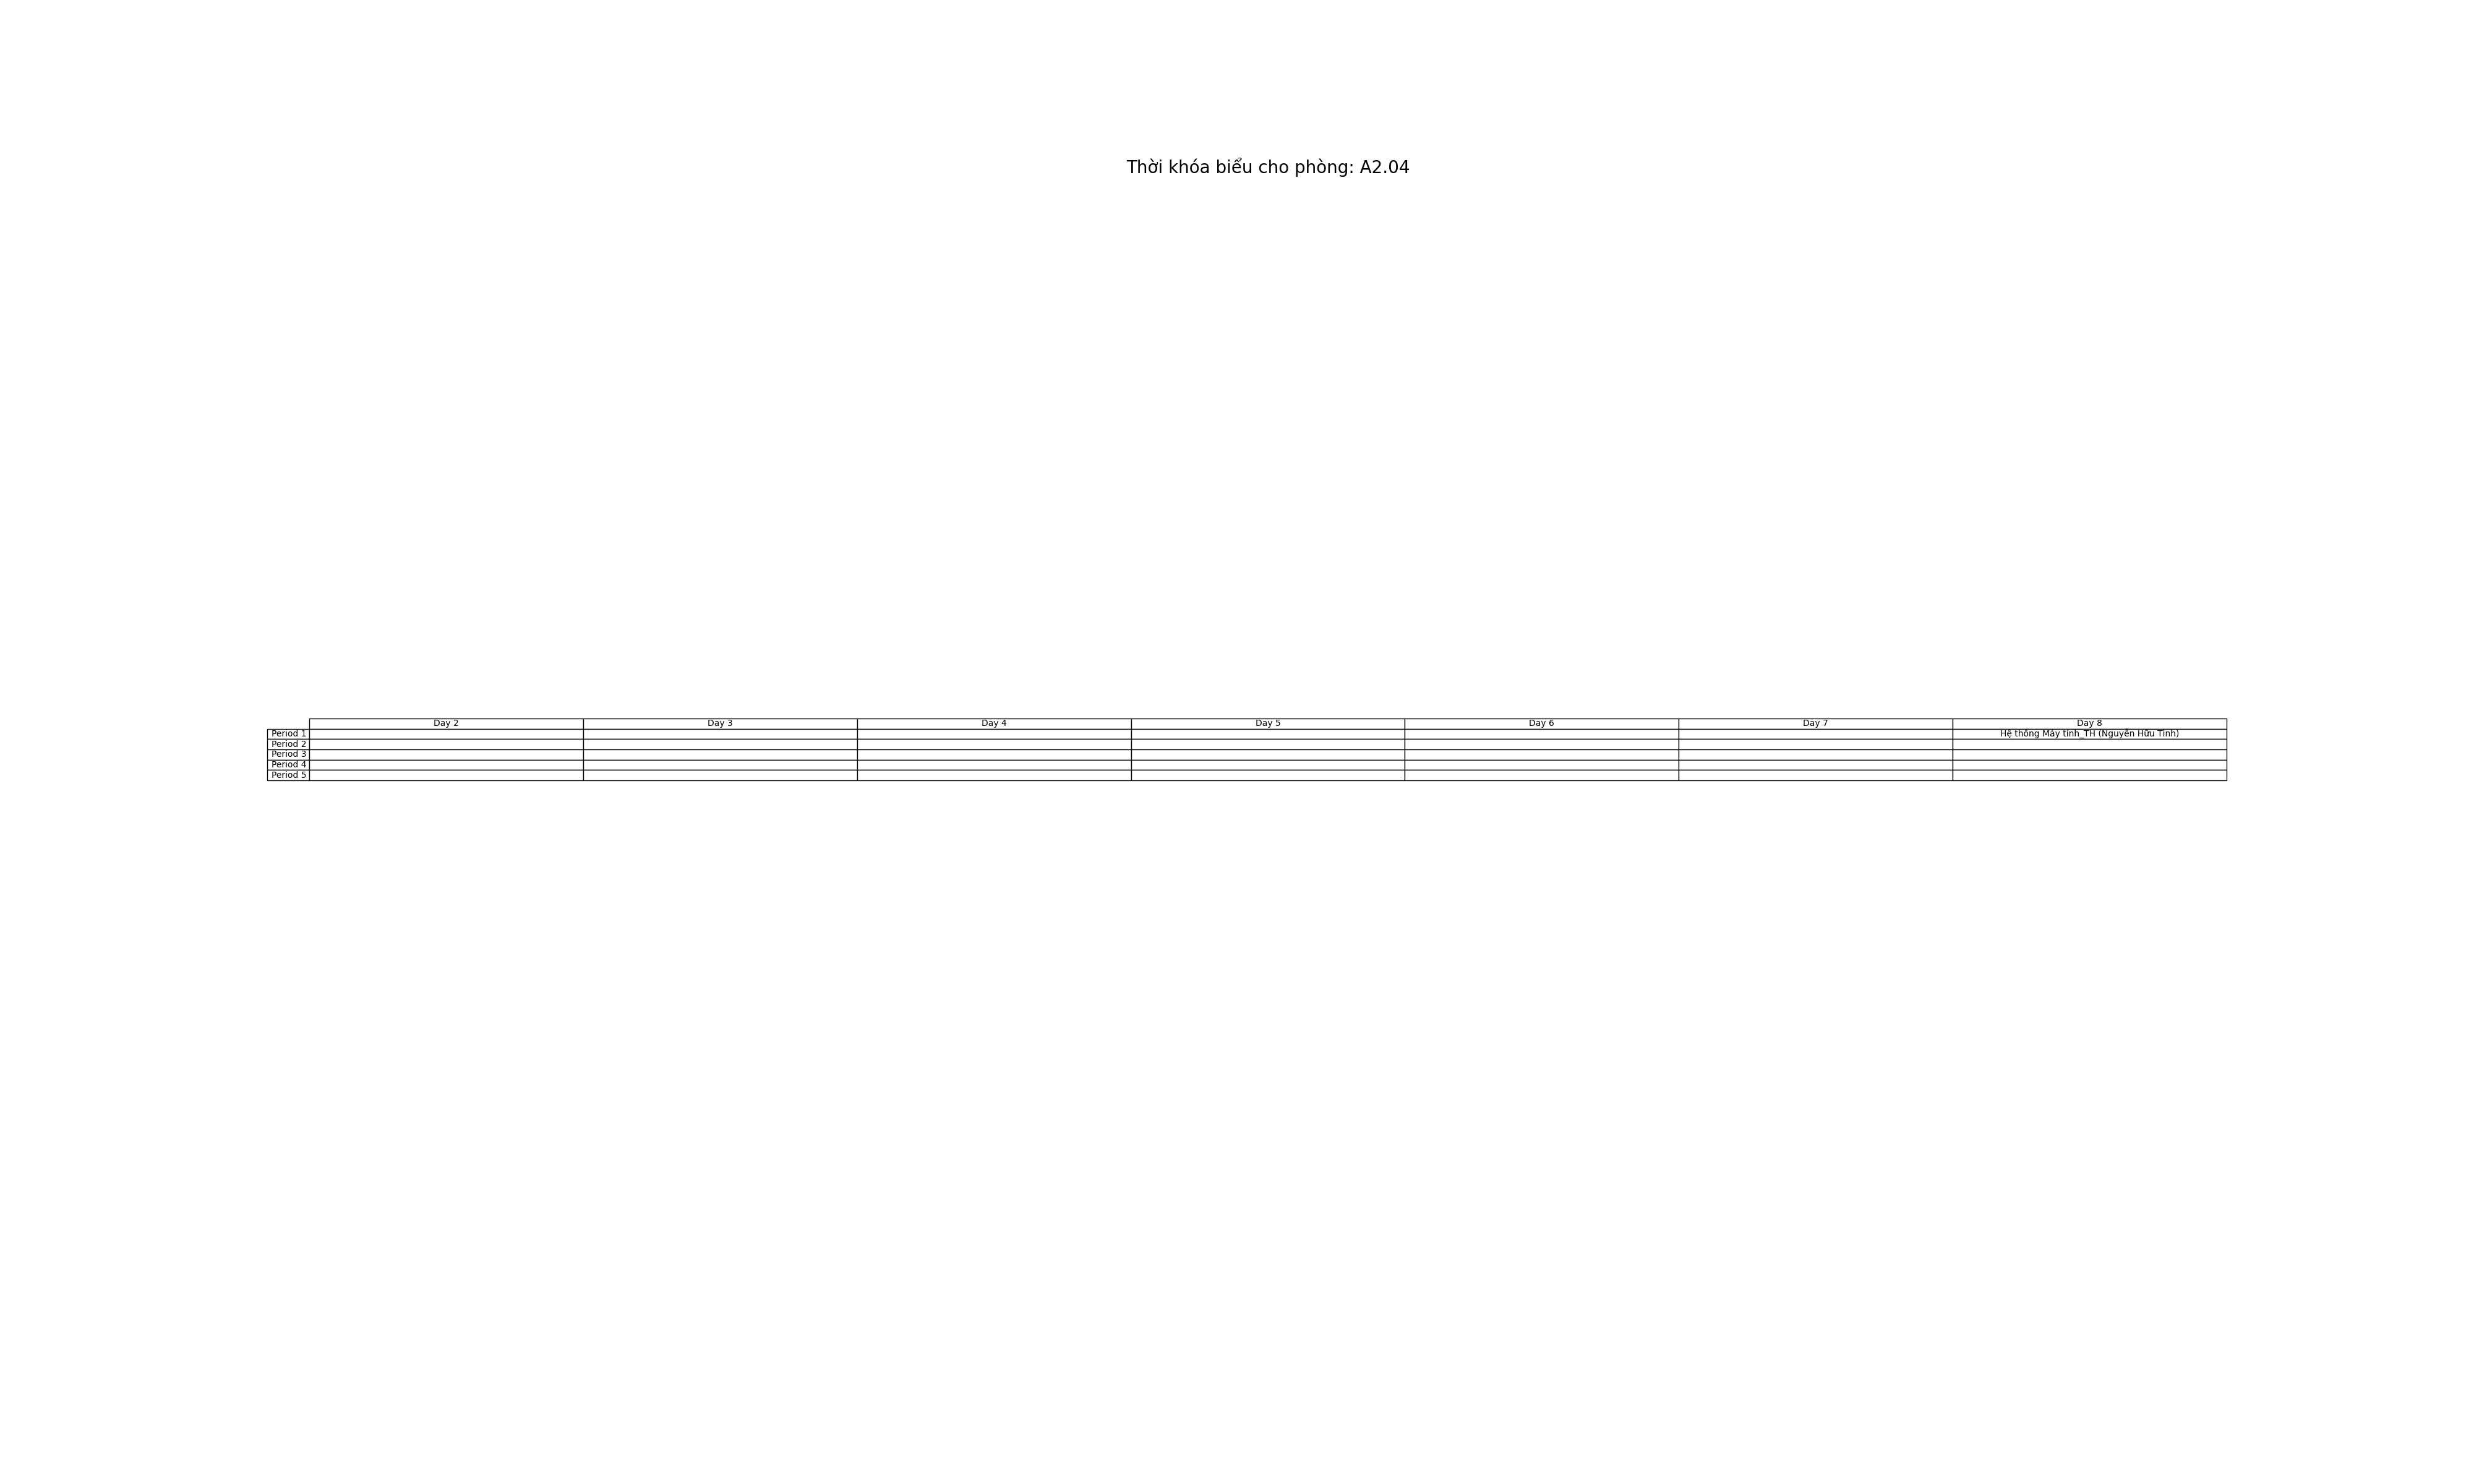 Thời khóa biểu cho phòng: A2.04
Day 2 Day 3 Day 4 Day 5 Day 6 Day 7 Day 8
Period 1 Hệ thống Máy tính_TH (Nguyễn Hữu Tình)
Period 2
Period 3
Period 4
Period 5